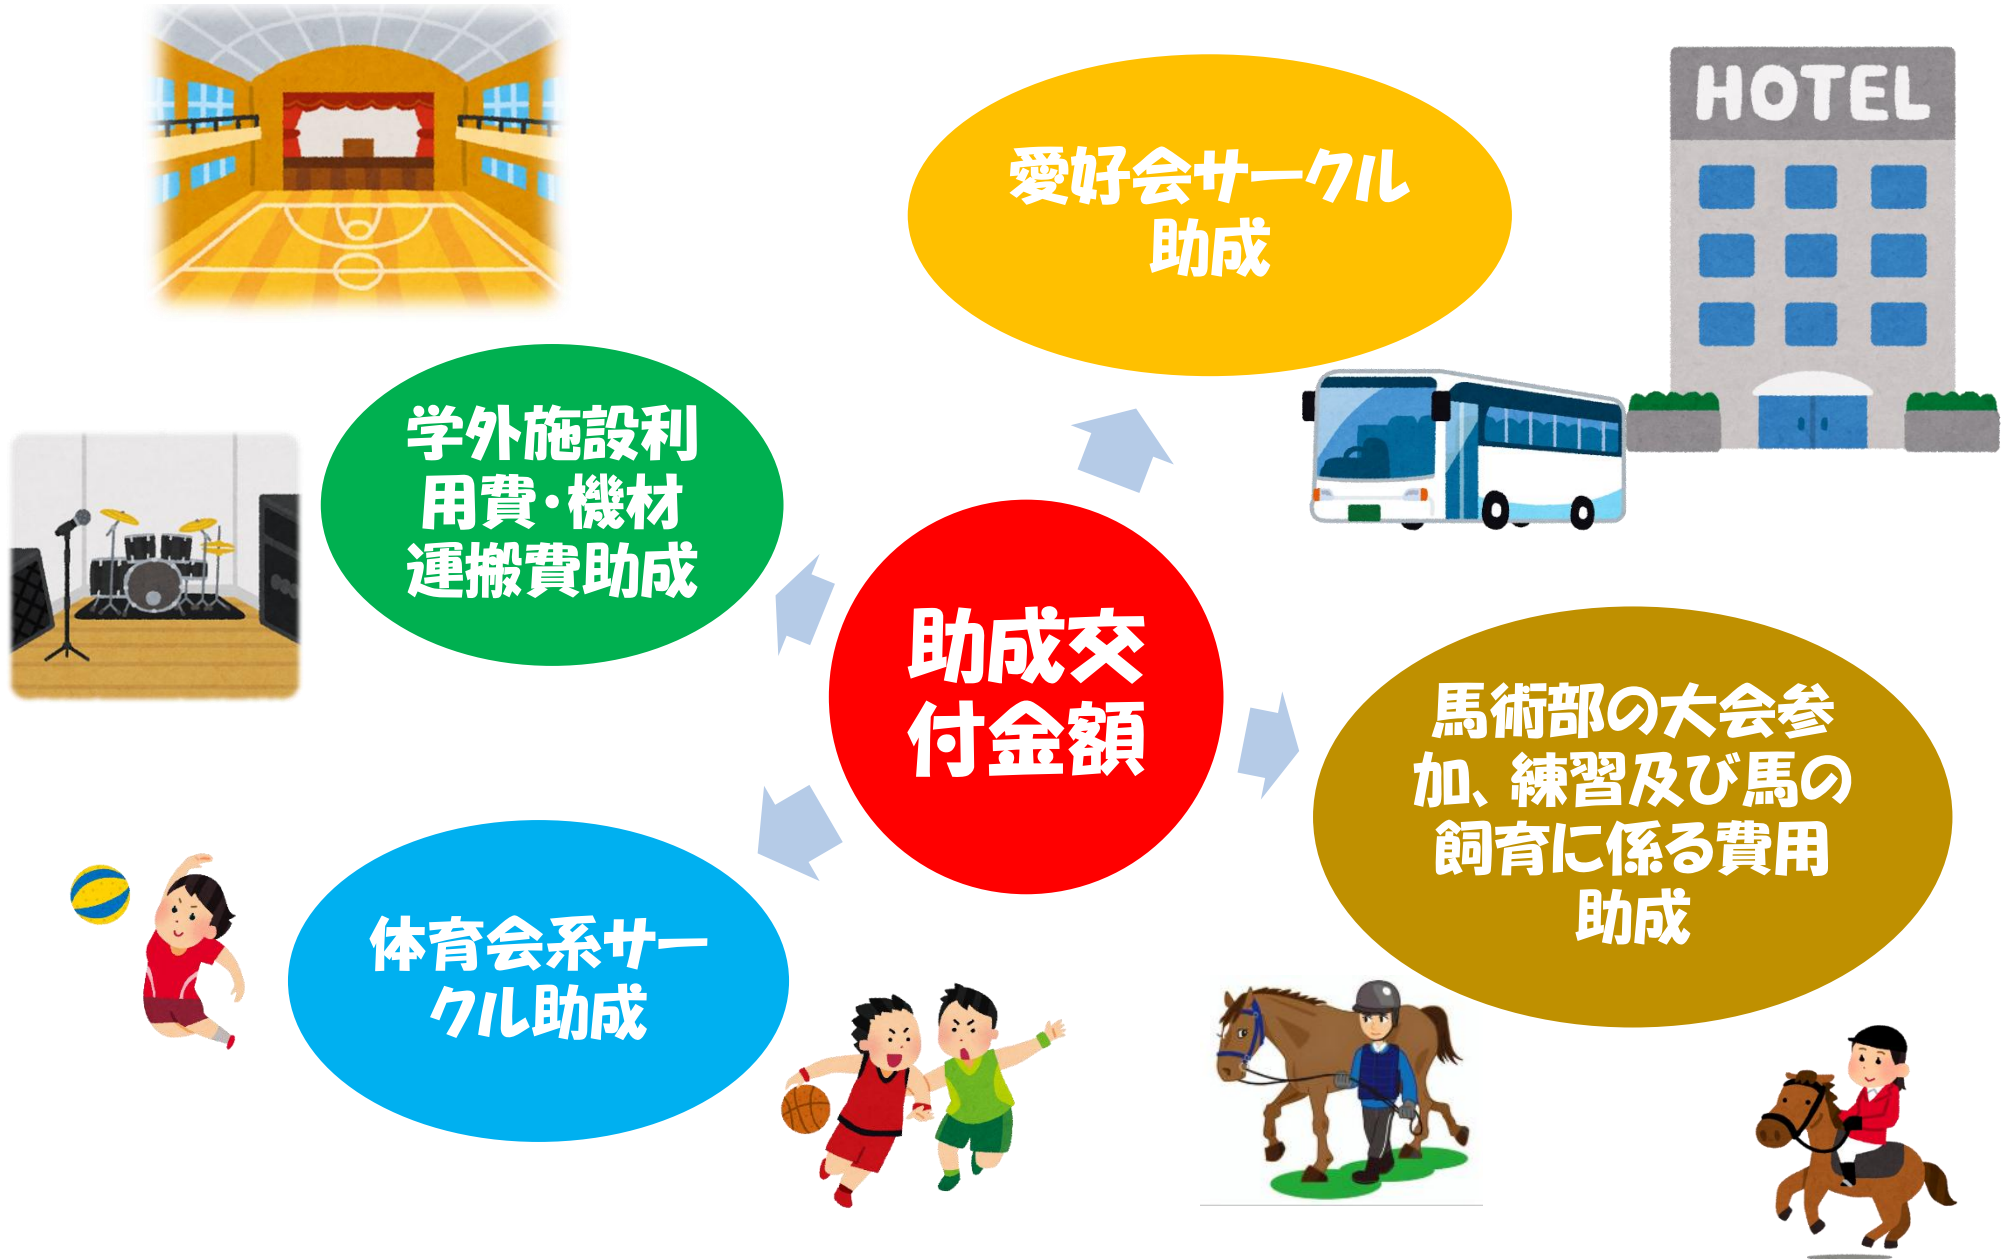 愛好会サークル
助成
HOTEL
学外施設利
用費・機材
運搬費助成
助成交
付金額
馬術部の大会参
加、練習及び馬の
飼育に係る費用
助成
体育会系サー
クル助成